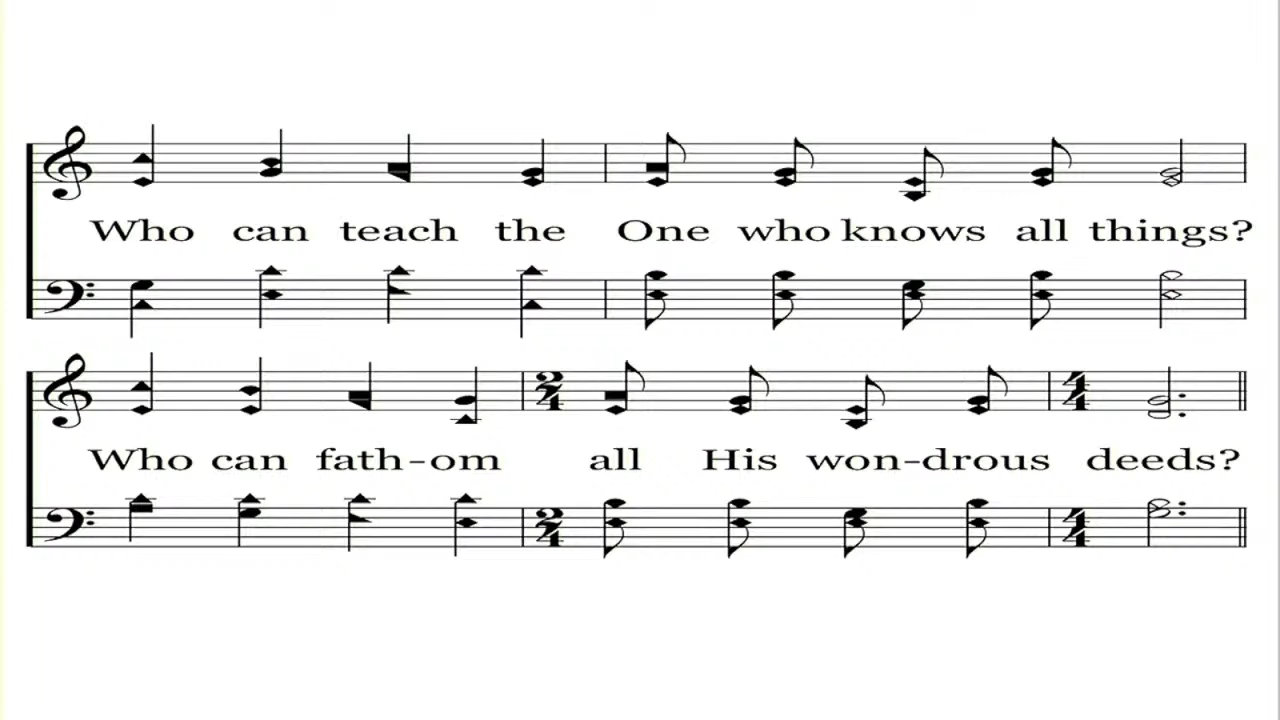 Who can teach the One who knows all things?
Who can fath-om all His won-drous deeds?